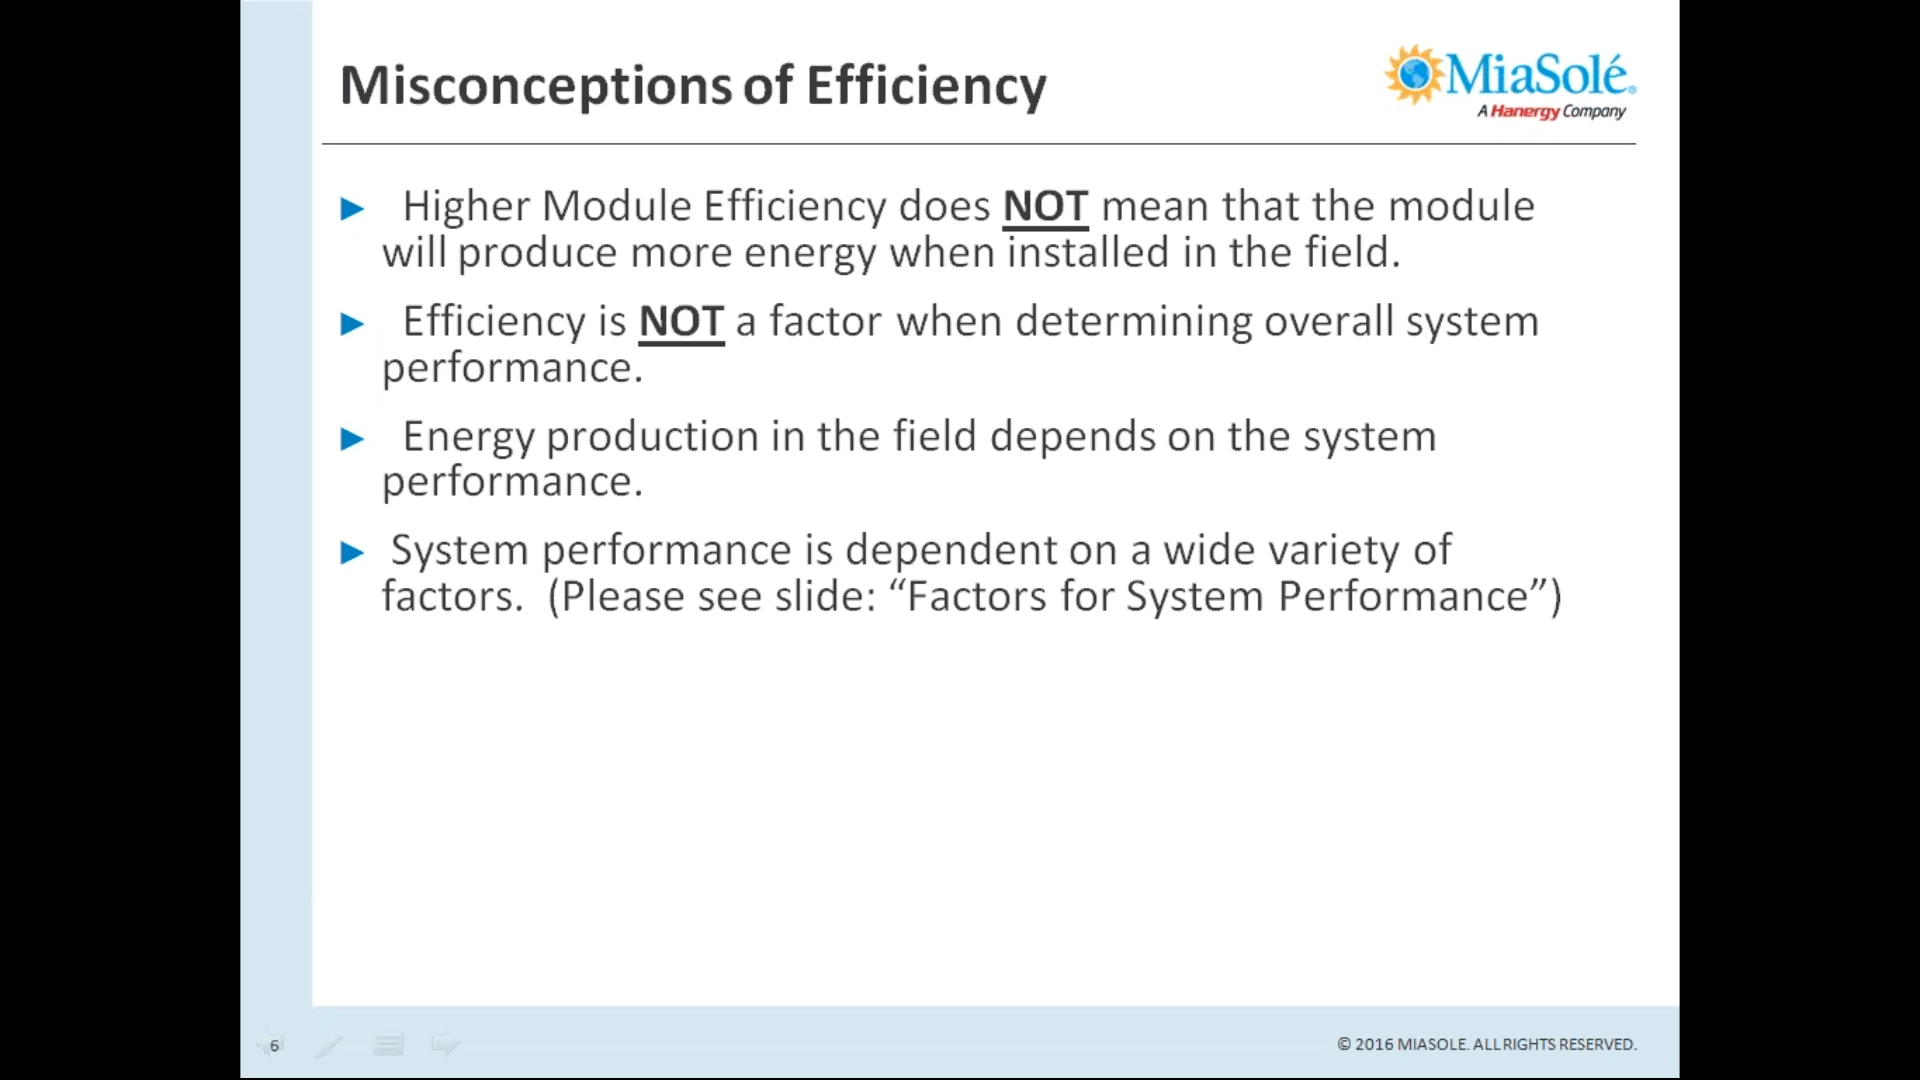 Misconceptions of Efficiency
MiaSolé®
A Hanergy Company
► Higher Module Efficiency does NOT mean that the module
will produce more energy when installed in the field.
► Efficiency is NOT a factor when determining overall system
performance.
► Energy production in the field depends on the system
performance.
► System performance is dependent on a wide variety of
factors. (Please see slide: “Factors for System Performance”)
6
© 2016 MIASOLE. ALL RIGHTS RESERVED.